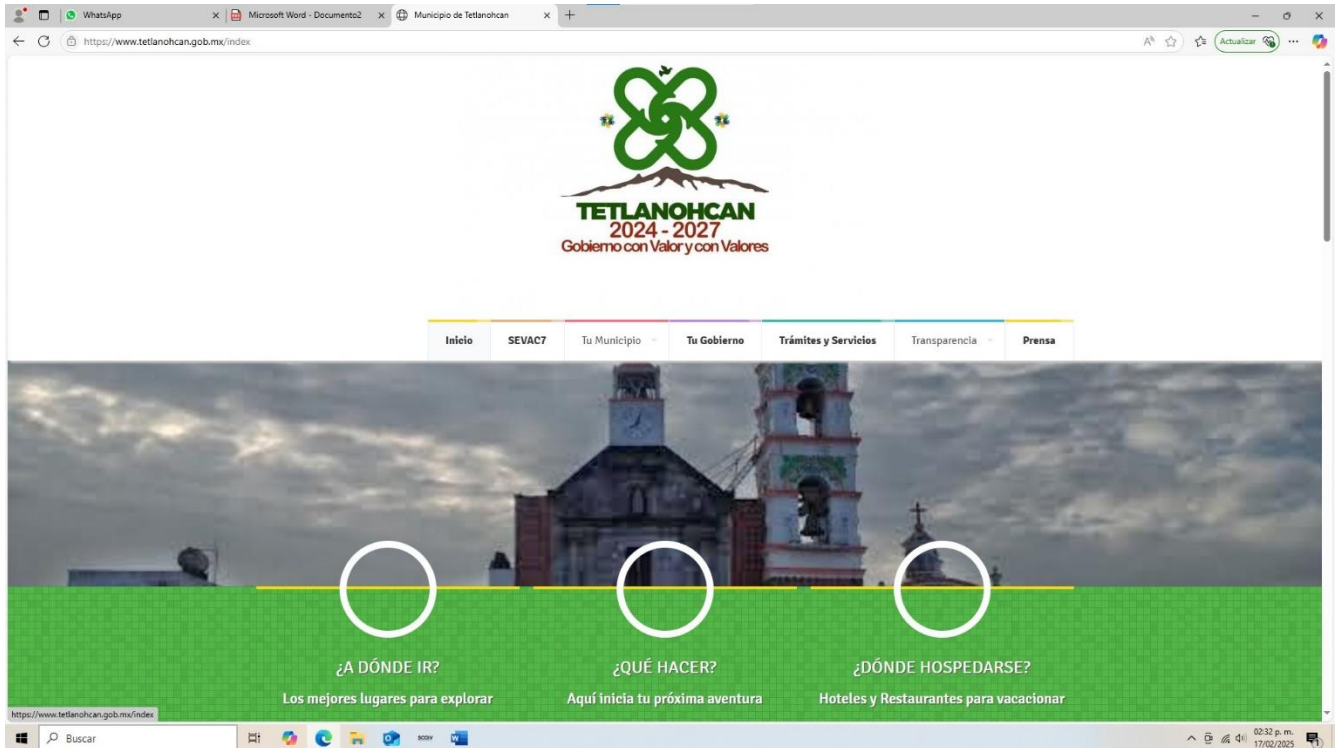 WhatsApp
Microsoft Word - Documento2
Municipio de Tetlanohcan
https://www.tetlanohcan.gob.mx/index
Actualizar
TETLANOHCAN
2024 - 2027
Gobierno con Valor y con Valores
Inicio SEVAC7 Tu Municipio Tu Gobierno Trámites y Servicios Transparencia Prensa
¿A DÓNDE IR?
Los mejores lugares para explorar
¿QUÉ HACER?
Aquí inicia tu próxima aventura
¿DÓNDE HOSPEDARSE?
Hoteles y Restaurantes para vacacionar
https://www.tetlanohcan.gob.mx/index
Buscar
02:32 p. m.
17/02/2025